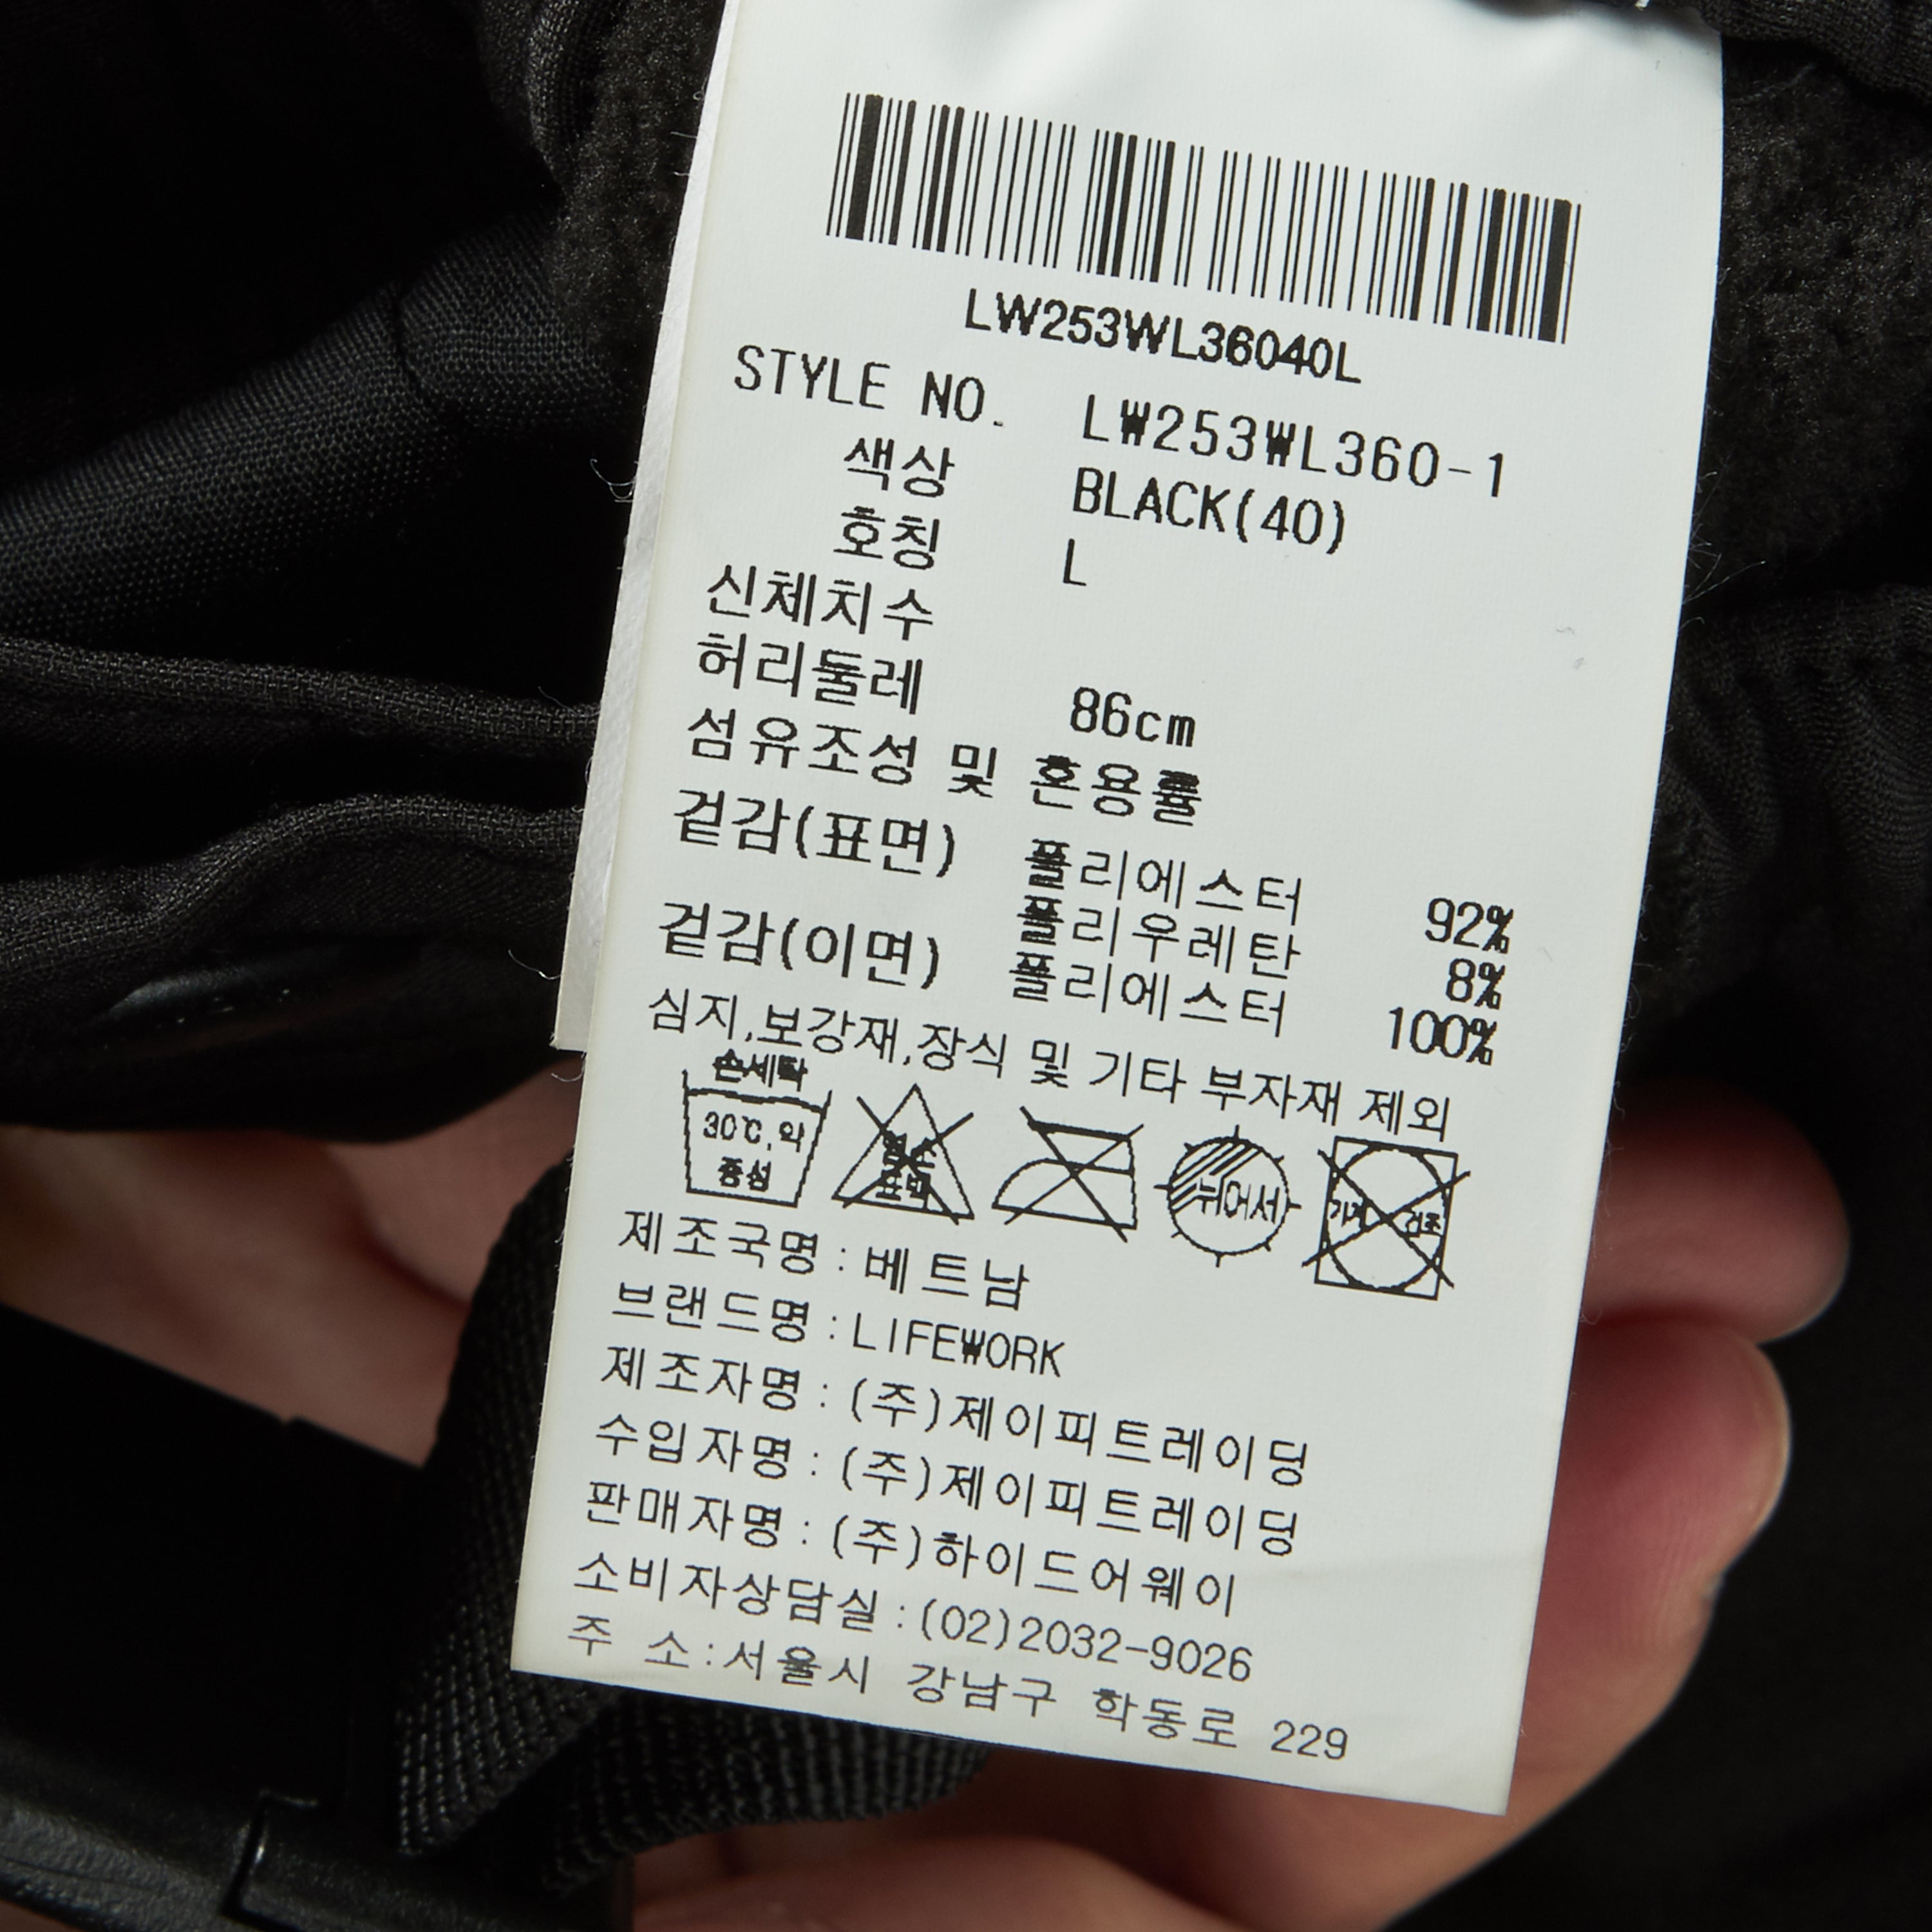 LW253WL36040L
STYLE NO. LW253WL360-1
색상 BLACK(40)
호칭 L
신체치수
허리둘레 86cm
섬유조성 및 혼용률
겉감(표면) 폴리에스터 92%
폴리우레탄 8%
겉감(이면) 폴리에스터 100%
심지,보강재,장식 및 기타 부자재 제외
손세탁
30℃,약
중성
염소
표백
뉘어서
기계 건조
제조국명:베트남
브랜드명:LIFEWORK
제조자명:(주)제이피트레이딩
수입자명:(주)제이피트레이딩
판매자명:(주)하이드어웨이
소비자상담실:(02)2032-9026
주 소:서울시 강남구 학동로 229